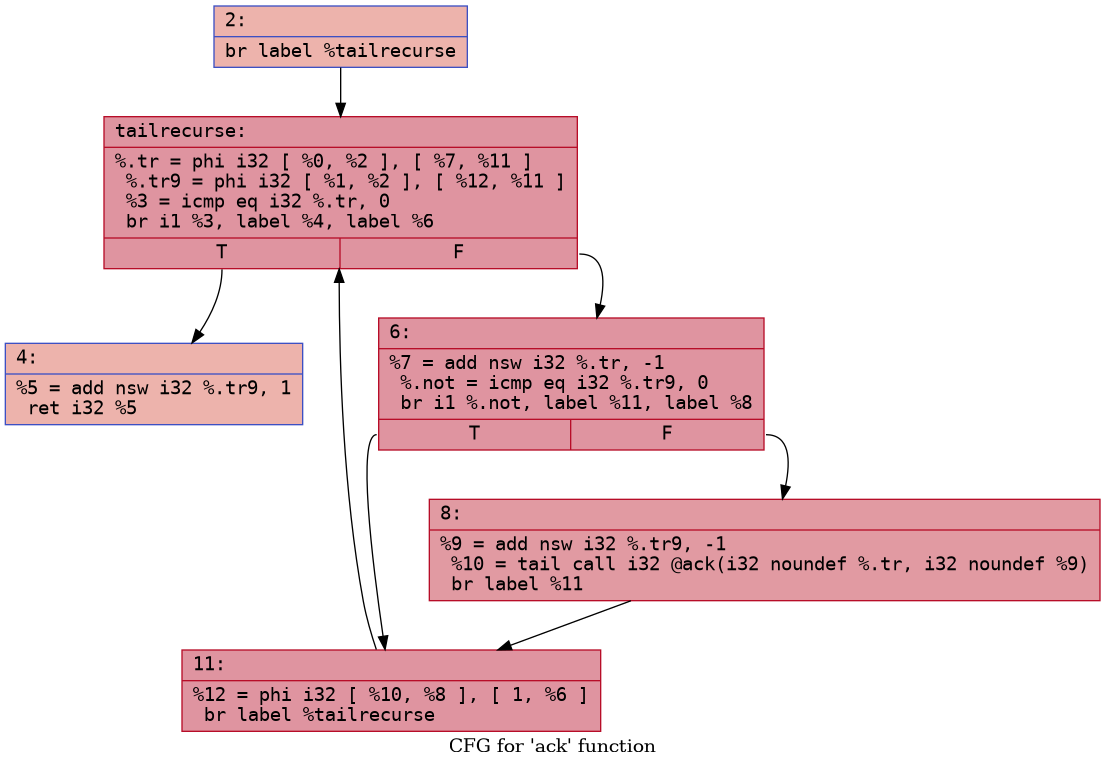 2:
br label %tailrecurse
tailrecurse:
%.tr = phi i32 [ %0, %2 ], [ %7, %11 ]
%.tr9 = phi i32 [ %1, %2 ], [ %12, %11 ]
%3 = icmp eq i32 %.tr, 0
br i1 %3, label %4, label %6
T F
6:
%7 = add nsw i32 %.tr, -1
%.not = icmp eq i32 %.tr9, 0
br i1 %.not, label %11, label %8
T F
4:
%5 = add nsw i32 %.tr9, 1
ret i32 %5
8:
%9 = add nsw i32 %.tr9, -1
%10 = tail call i32 @ack(i32 noundef %.tr, i32 noundef %9)
br label %11
11:
%12 = phi i32 [ %10, %8 ], [ 1, %6 ]
br label %tailrecurse
CFG for 'ack' function